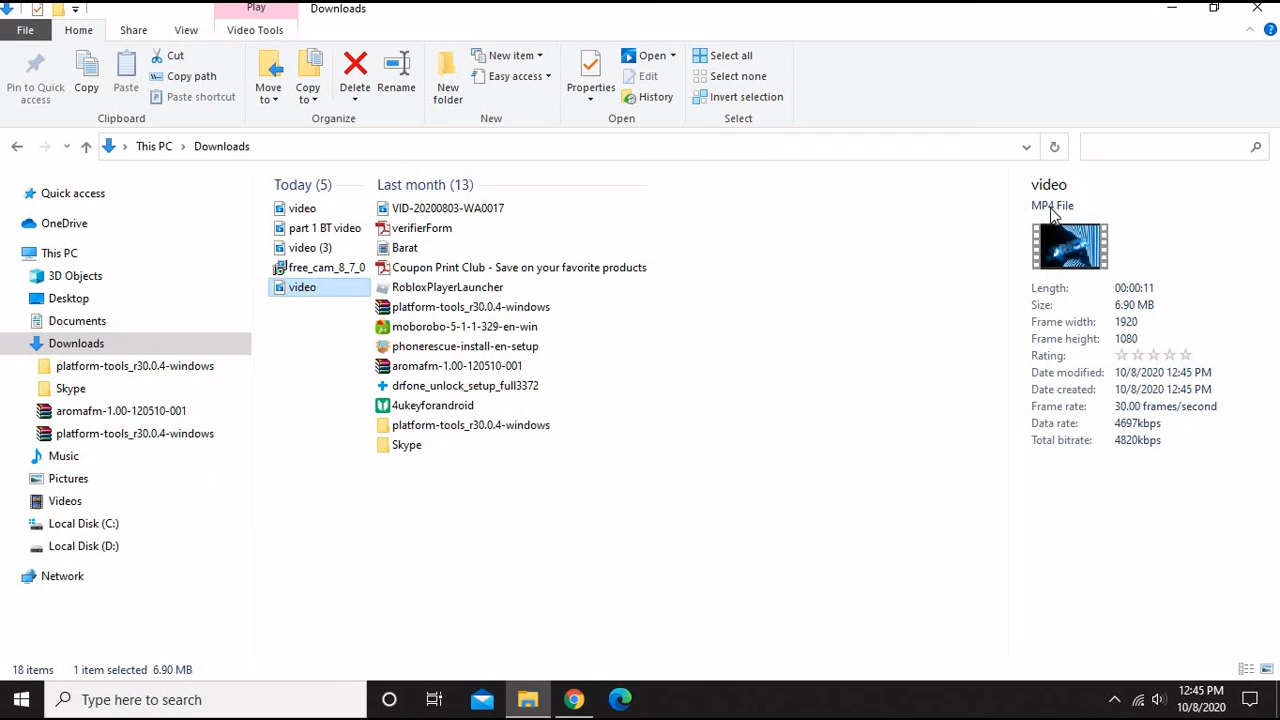 Play
Downloads
File
Home
Share
View
Video Tools
Pin to Quick access
Copy
Paste
Cut
Copy path
Paste shortcut
Clipboard
Move to
Copy to
Delete
Rename
Organize
New folder
New item
Easy access
New
Properties
Open
Edit
History
Open
Select all
Select none
Invert selection
Select
This PC
Downloads
Quick access
OneDrive
This PC
3D Objects
Desktop
Documents
Downloads
platform-tools_r30.0.4-windows
Skype
aromafm-1.00-120510-001
platform-tools_r30.0.4-windows
Music
Pictures
Videos
Local Disk (C:)
Local Disk (D:)
Network
Today (5)
video
part 1 BT video
video (3)
free_cam_8_7_0
video
Last month (13)
VID-20200803-WA0017
verifierForm
Barat
Coupon Print Club - Save on your favorite products
RobloxPlayerLauncher
platform-tools_r30.0.4-windows
moborobo-5-1-1-329-en-win
phonerescue-install-en-setup
aromafm-1.00-120510-001
drfone_unlock_setup_full3372
4ukeyforandroid
platform-tools_r30.0.4-windows
Skype
video
MP4 File
Length: 00:00:11
Size: 6.90 MB
Frame width: 1920
Frame height: 1080
Rating:
Date modified: 10/8/2020 12:45 PM
Date created: 10/8/2020 12:45 PM
Frame rate: 30.00 frames/second
Data rate: 4697kbps
Total bitrate: 4820kbps
18 items
1 item selected 6.90 MB
Type here to search
12:45 PM
10/8/2020